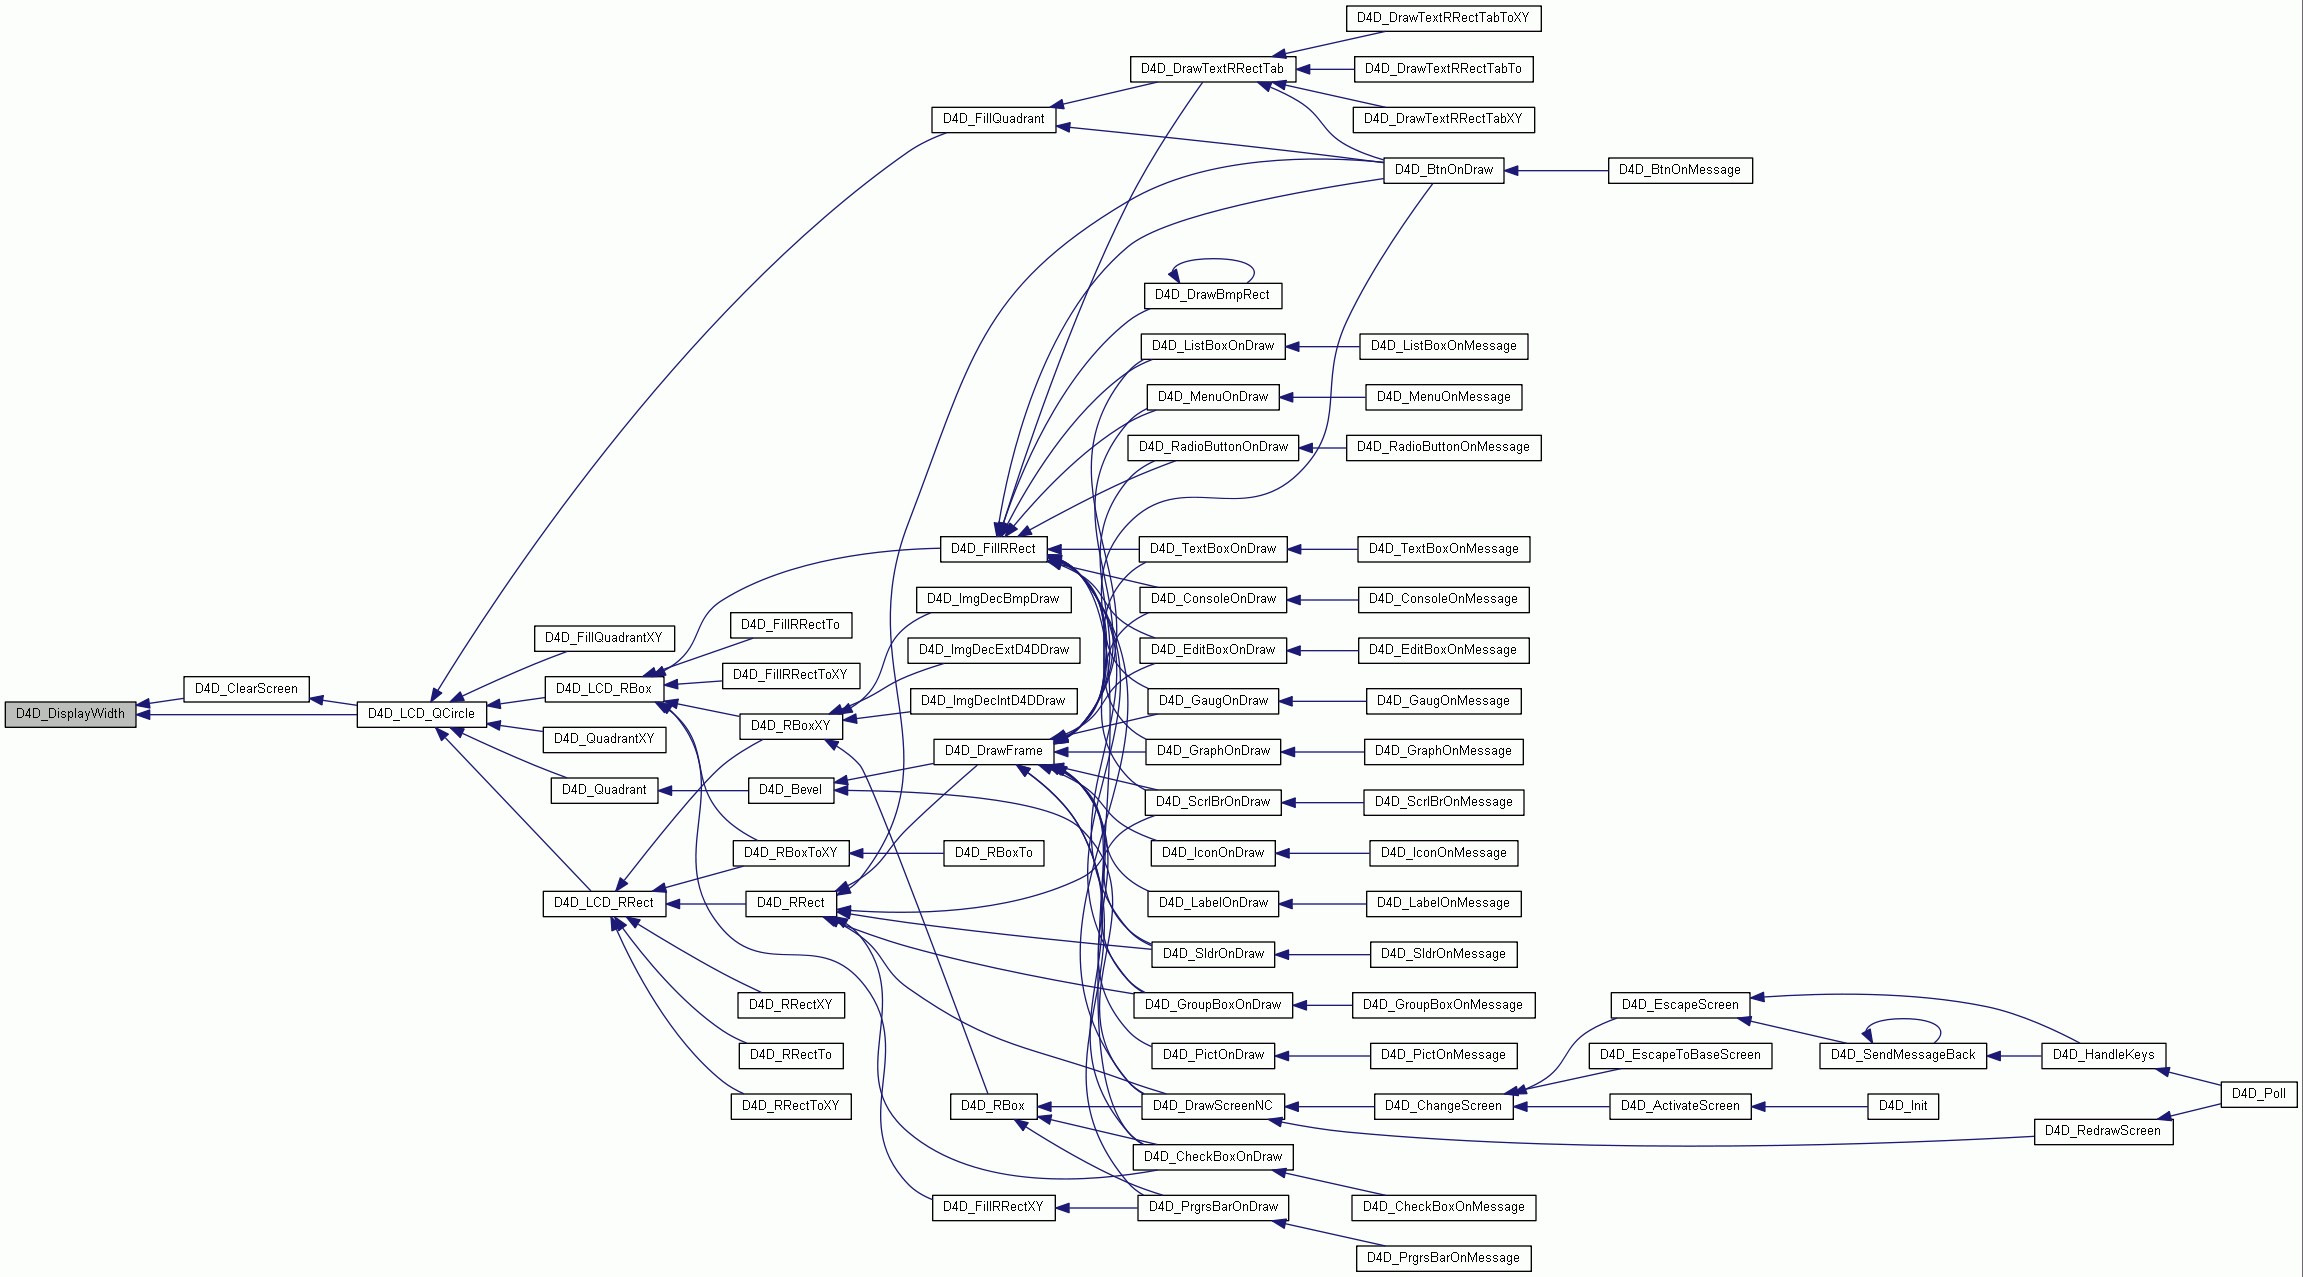 D4D_DrawTextRRectTabToXY
D4D_DrawTextRRectTab
D4D_DrawTextRRectTabTo
D4D_FillQuadrant
D4D_DrawTextRRectTabXY
D4D_BtnOnDraw
D4D_BtnOnMessage
D4D_DrawBmpRect
D4D_ListBoxOnDraw
D4D_ListBoxOnMessage
D4D_MenuOnDraw
D4D_MenuOnMessage
D4D_RadioButtonOnDraw
D4D_RadioButtonOnMessage
D4D_FillRRect
D4D_TextBoxOnDraw
D4D_TextBoxOnMessage
D4D_ImgDecBmpDraw
D4D_ConsoleOnDraw
D4D_ConsoleOnMessage
D4D_FillQuadrantXY
D4D_FillRRectTo
D4D_ImgDecExtD4DDraw
D4D_EditBoxOnDraw
D4D_EditBoxOnMessage
D4D_ClearScreen
D4D_LCD_RBox
D4D_FillRRectToXY
D4D_ImgDecIntD4DDraw
D4D_GaugOnDraw
D4D_GaugOnMessage
D4D_DisplayWidth
D4D_LCD_QCircle
D4D_QuadrantXY
D4D_RBoxXY
D4D_DrawFrame
D4D_GraphOnDraw
D4D_GraphOnMessage
D4D_Quadrant
D4D_Bevel
D4D_ScrlBrOnDraw
D4D_ScrlBrOnMessage
D4D_RBoxToXY
D4D_RBoxTo
D4D_IconOnDraw
D4D_IconOnMessage
D4D_LCD_RRect
D4D_RRect
D4D_LabelOnDraw
D4D_LabelOnMessage
D4D_SldrOnDraw
D4D_SldrOnMessage
D4D_RRectXY
D4D_GroupBoxOnDraw
D4D_GroupBoxOnMessage
D4D_EscapeScreen
D4D_RRectTo
D4D_PictOnDraw
D4D_PictOnMessage
D4D_EscapeToBaseScreen
D4D_SendMessageBack
D4D_HandleKeys
D4D_Poll
D4D_RRectToXY
D4D_RBox
D4D_DrawScreenNC
D4D_ChangeScreen
D4D_ActivateScreen
D4D_Init
D4D_RedrawScreen
D4D_CheckBoxOnDraw
D4D_FillRRectXY
D4D_PrgrsBarOnDraw
D4D_CheckBoxOnMessage
D4D_PrgrsBarOnMessage